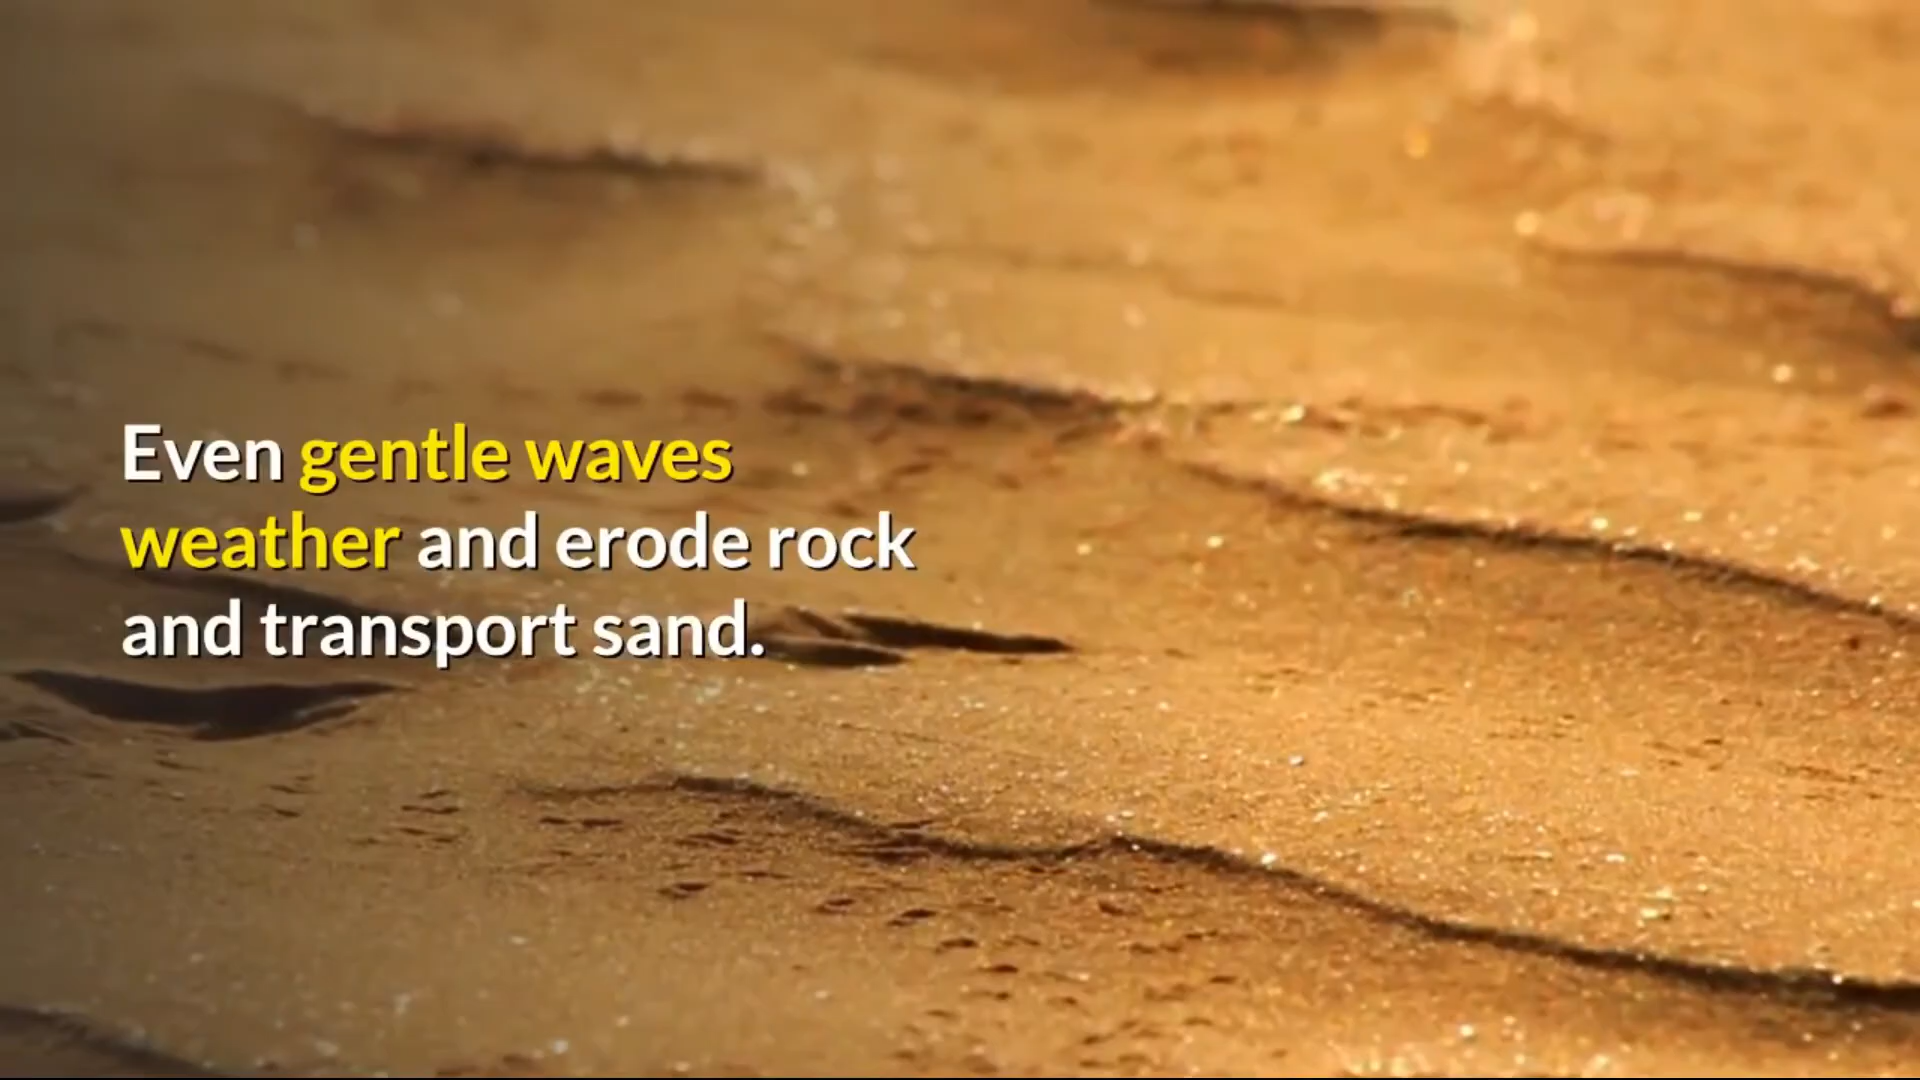 Even gentle waves
weather and erode rock
and transport sand.